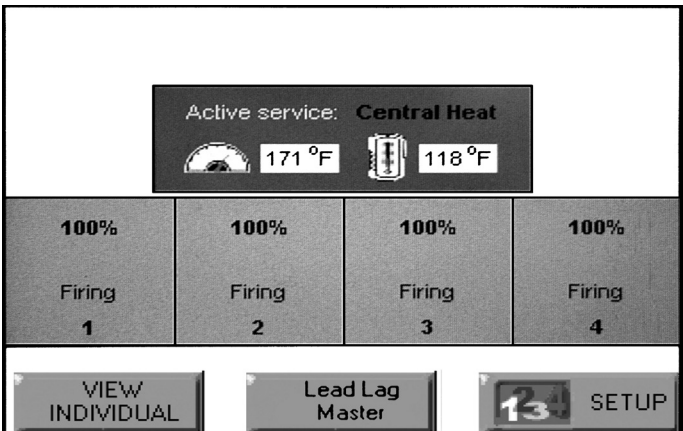 Active service: Central Heat
171 °F 118 °F
100% 100% 100% 100%
Firing Firing Firing Firing
1 2 3 4
VIEW
INDIVIDUAL
Lead Lag
Master
1234 SETUP